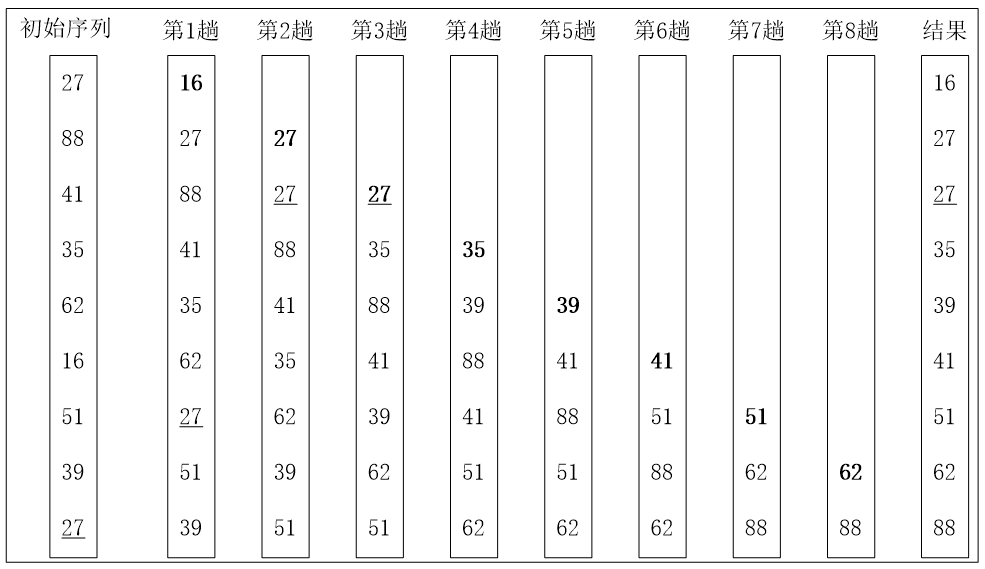 初始序列 第1趟 第2趟 第3趟 第4趟 第5趟 第6趟 第7趟 第8趟 结果
27 16 16
88 27 27 27
41 88 27 27 27
35 41 88 35 35 35
62 35 41 88 39 39 39
16 62 35 41 88 41 41 41
51 27 62 39 41 88 51 51 51
39 51 39 62 51 51 88 62 62 62
27 39 51 51 62 62 62 88 88 88